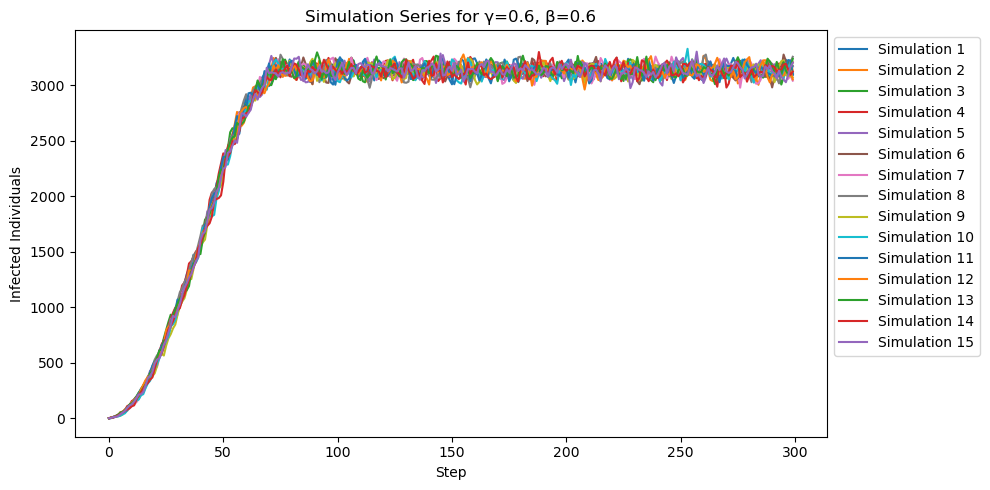 Simulation Series for γ=0.6, β=0.6
Infected Individuals
3000
2500
2000
1500
1000
500
0
0 50 100 150 200 250 300
Step
Simulation 1
Simulation 2
Simulation 3
Simulation 4
Simulation 5
Simulation 6
Simulation 7
Simulation 8
Simulation 9
Simulation 10
Simulation 11
Simulation 12
Simulation 13
Simulation 14
Simulation 15